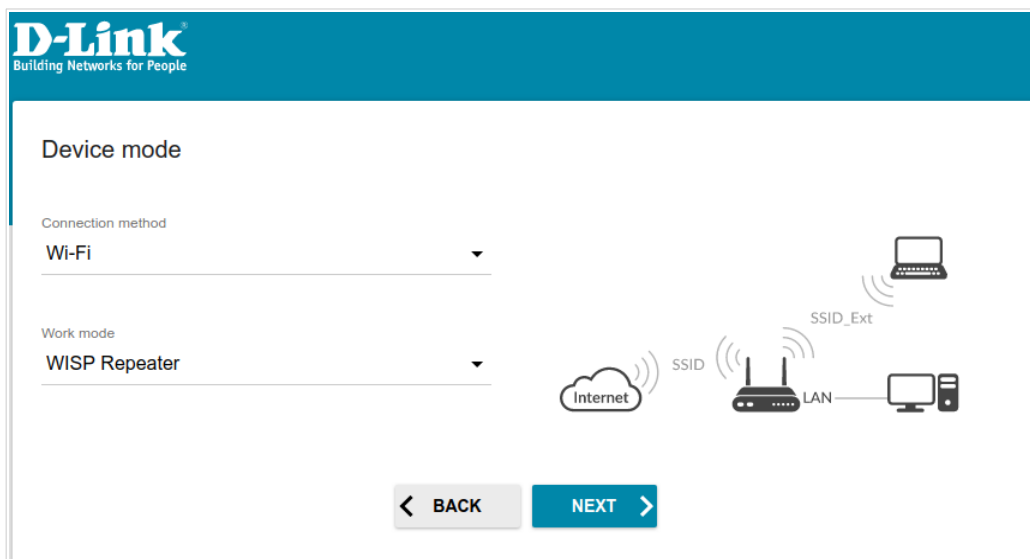 D-Link®
Building Networks for People
Device mode
Connection method
Wi-Fi
Work mode
WISP Repeater
SSID_Ext
SSID
Internet
LAN
BACK
NEXT